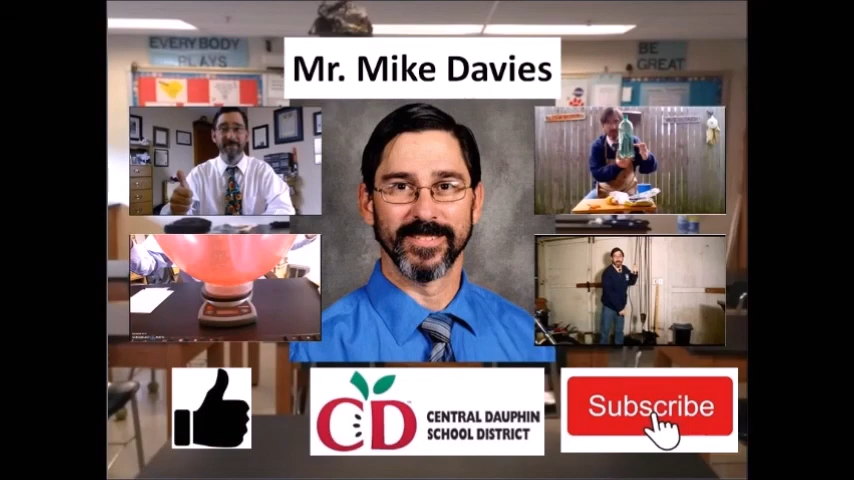 EVERYBODY
PLAYS
BE
GREAT
Mr. Mike Davies
CD
CENTRAL DAUPHIN
SCHOOL DISTRICT
Subscribe